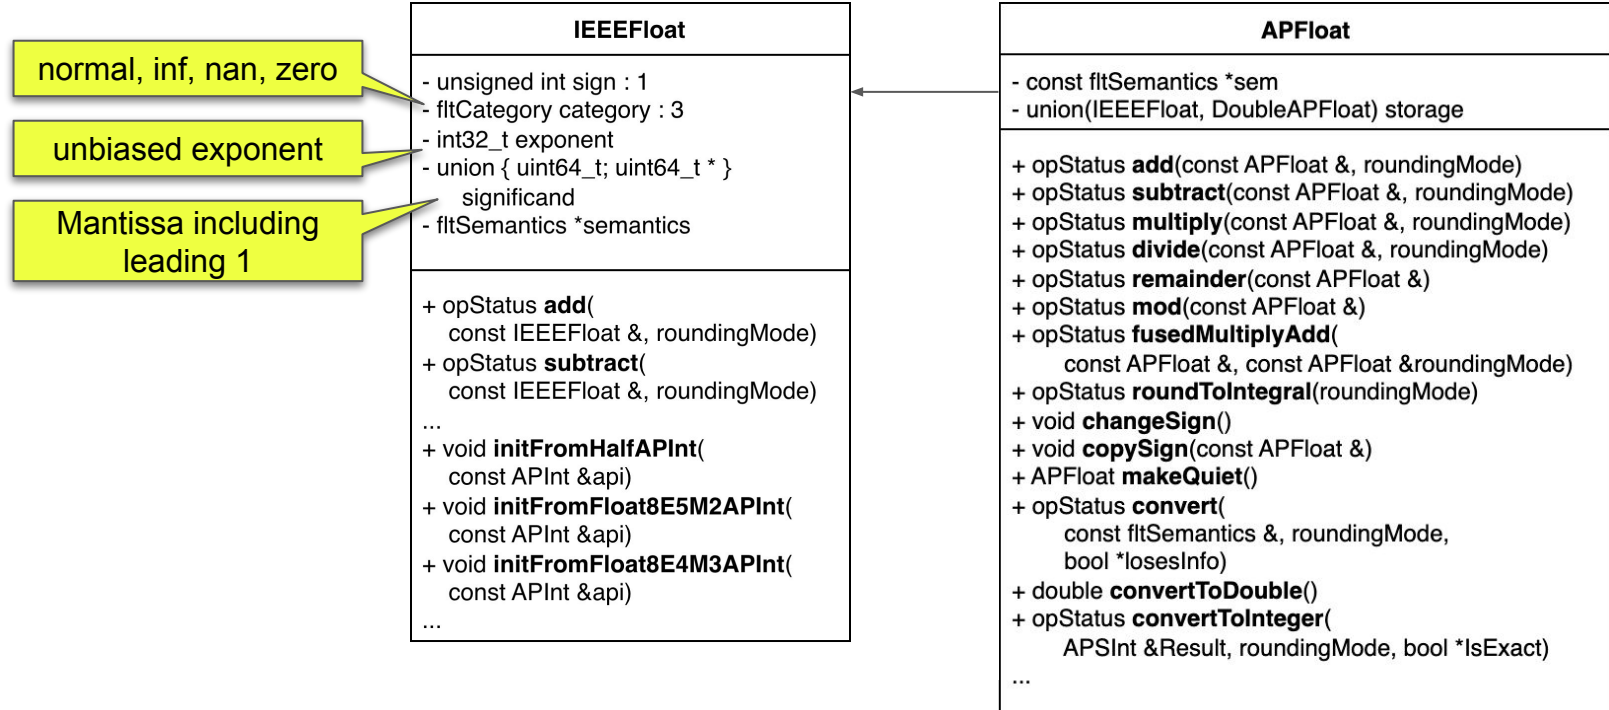 normal, inf, nan, zero
unbiased exponent
Mantissa including
leading 1
IEEEFloat
- unsigned int sign : 1
- fltCategory category : 3
- int32_t exponent
- union { uint64_t; uint64_t * }
significand
- fltSemantics *semantics
+ opStatus add(
const IEEEFloat &, roundingMode)
+ opStatus subtract(
const IEEEFloat &, roundingMode)
...
+ void initFromHalfAPInt(
const APInt &api)
+ void initFromFloat8E5M2APInt(
const APInt &api)
+ void initFromFloat8E4M3APInt(
const APInt &api)
...
APFloat
- const fltSemantics *sem
- union(IEEEFloat, DoubleAPFloat) storage
+ opStatus add(const APFloat &, roundingMode)
+ opStatus subtract(const APFloat &, roundingMode)
+ opStatus multiply(const APFloat &, roundingMode)
+ opStatus divide(const APFloat &, roundingMode)
+ opStatus remainder(const APFloat &)
+ opStatus mod(const APFloat &)
+ opStatus fusedMultiplyAdd(
const APFloat &, const APFloat &roundingMode)
+ opStatus roundToIntegral(roundingMode)
+ void changeSign()
+ void copySign(const APFloat &)
+ APFloat makeQuiet()
+ opStatus convert(
const fltSemantics &, roundingMode,
bool *losesInfo)
+ double convertToDouble()
+ opStatus convertToInteger(
APSInt &Result, roundingMode, bool *IsExact)
...